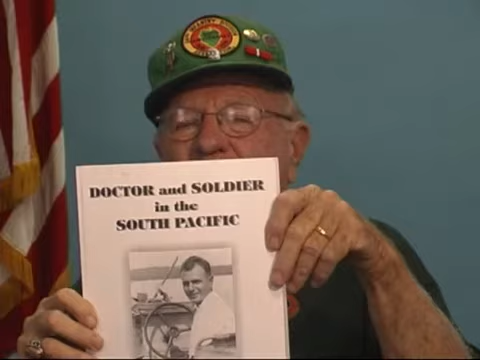 DOCTOR and SOLDIER
in the
SOUTH PACIFIC